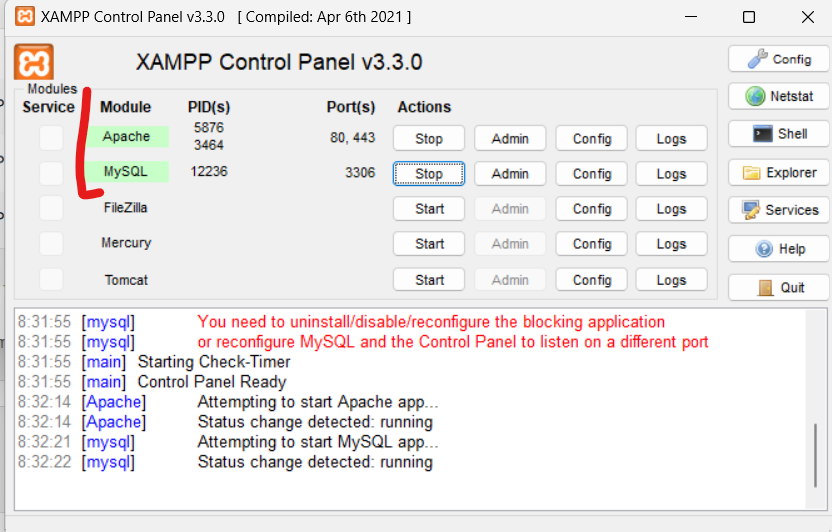 XAMPP Control Panel v3.3.0 [ Compiled: Apr 6th 2021 ]
XAMPP Control Panel v3.3.0
Config
Modules
Service Module PID(s) Port(s) Actions
Netstat
Apache 5876 3464 80, 443 Stop Admin Config Logs
Shell
MySQL 12236 3306 Stop Admin Config Logs
Explorer
FileZilla Start Admin Config Logs
Services
Mercury Start Admin Config Logs
Help
Tomcat Start Admin Config Logs
Quit
8:31:55 [mysql] You need to uninstall/disable/reconfigure the blocking application
8:31:55 [mysql] or reconfigure MySQL and the Control Panel to listen on a different port
8:31:55 [main] Starting Check-Timer
8:31:55 [main] Control Panel Ready
8:32:14 [Apache] Attempting to start Apache app...
8:32:14 [Apache] Status change detected: running
8:32:21 [mysql] Attempting to start MySQL app...
8:32:22 [mysql] Status change detected: running